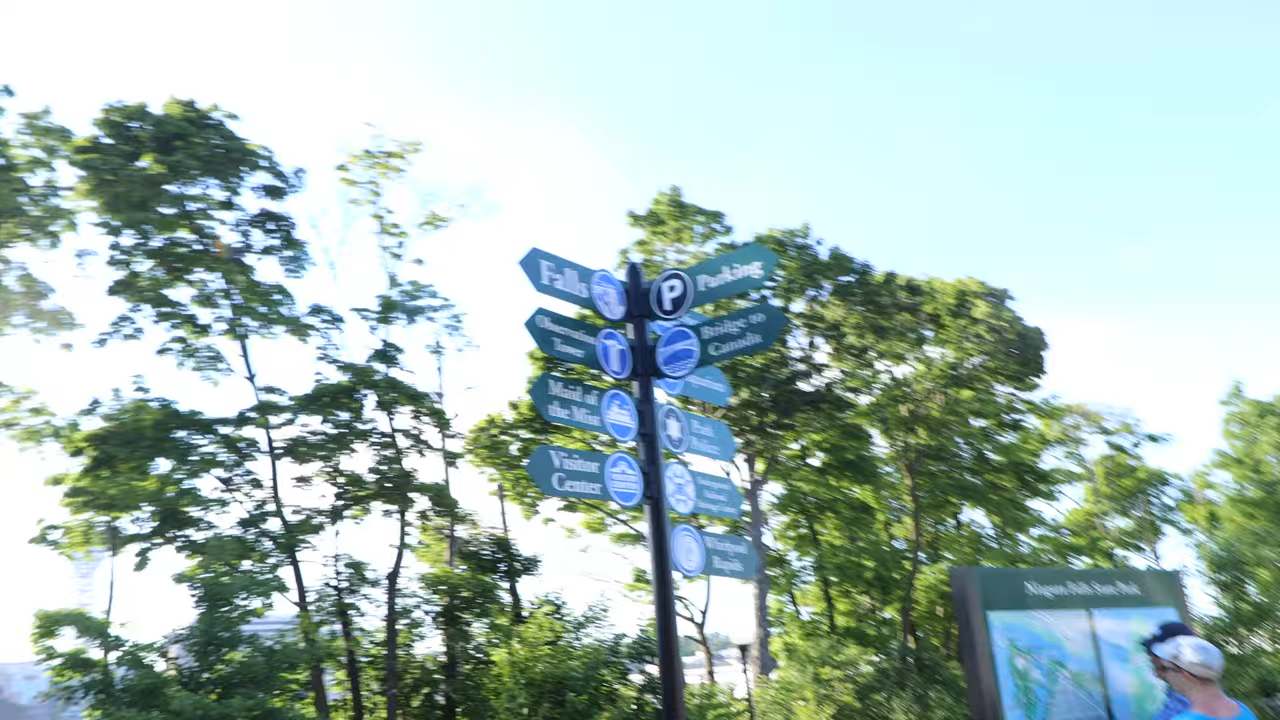 Falls
P Parking
Observation
Tower
Bridge to
Canada
Maid of
the Mist
Visitor
Center
Whirlpool
Rapids
Niagara Falls State Park